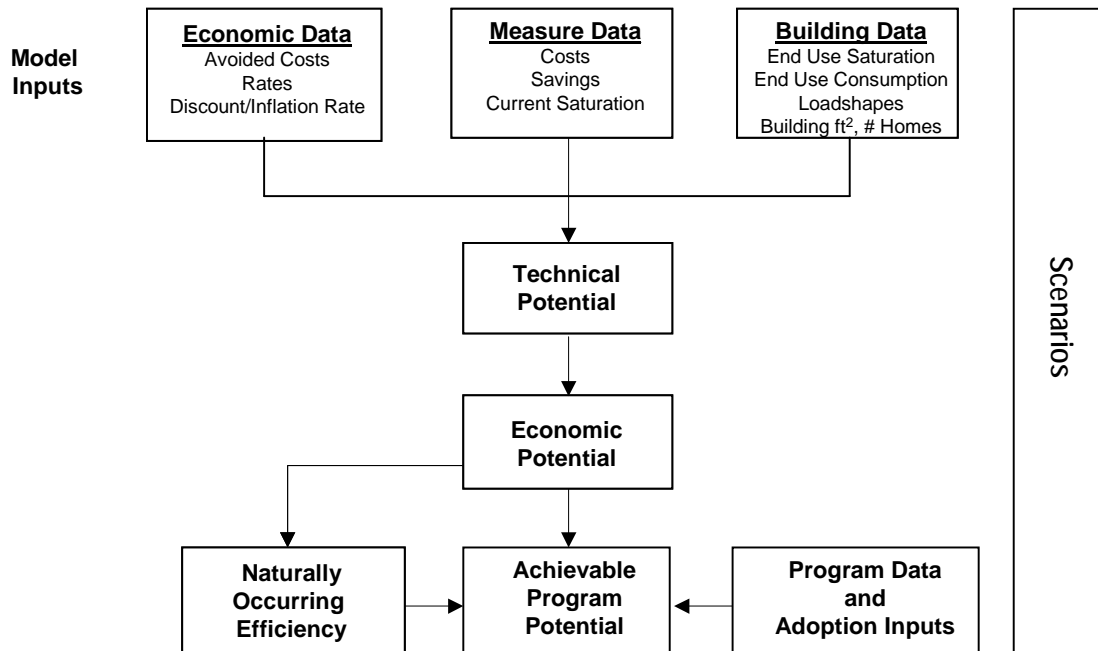 Model
Inputs
Economic Data
Avoided Costs
Rates
Discount/Inflation Rate
Measure Data
Costs
Savings
Current Saturation
Building Data
End Use Saturation
End Use Consumption
Loadshapes
Building ft², # Homes
Scenarios
Technical
Potential
Economic
Potential
Naturally
Occurring
Efficiency
Achievable
Program
Potential
Program Data
and
Adoption Inputs